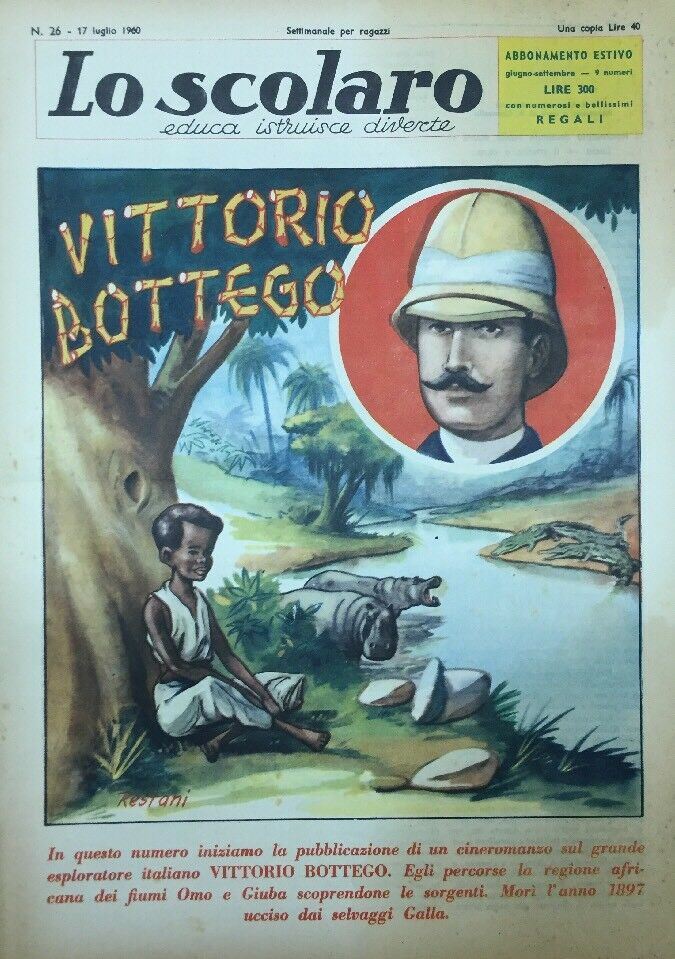 N. 26 - 17 luglio 1960
Settimanale per ragazzi
Una copia Lire 40
Lo scolaro
educa istruisce diverte
ABBONAMENTO ESTIVO
giugno-settembre — 9 numeri
LIRE 300
con numerosi e bellissimi
REGALI
VITTORIO
BOTTEGO
Restani
In questo numero iniziamo la pubblicazione di un cineromanzo sul grande
esploratore italiano VITTORIO BOTTEGO. Egli percorse la regione afri-
cana dei fiumi Omo e Giuba scoprendone le sorgenti. Morì l'anno 1897
ucciso dai selvaggi Galla.